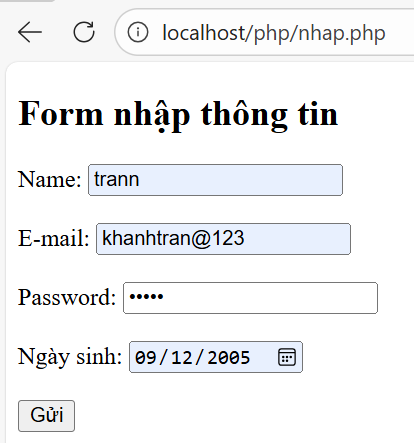 localhost/php/nhap.php
Form nhập thông tin
Name: trann
E-mail: khanhtran@123
Password: •••••
Ngày sinh: 09/12/2005
Gửi